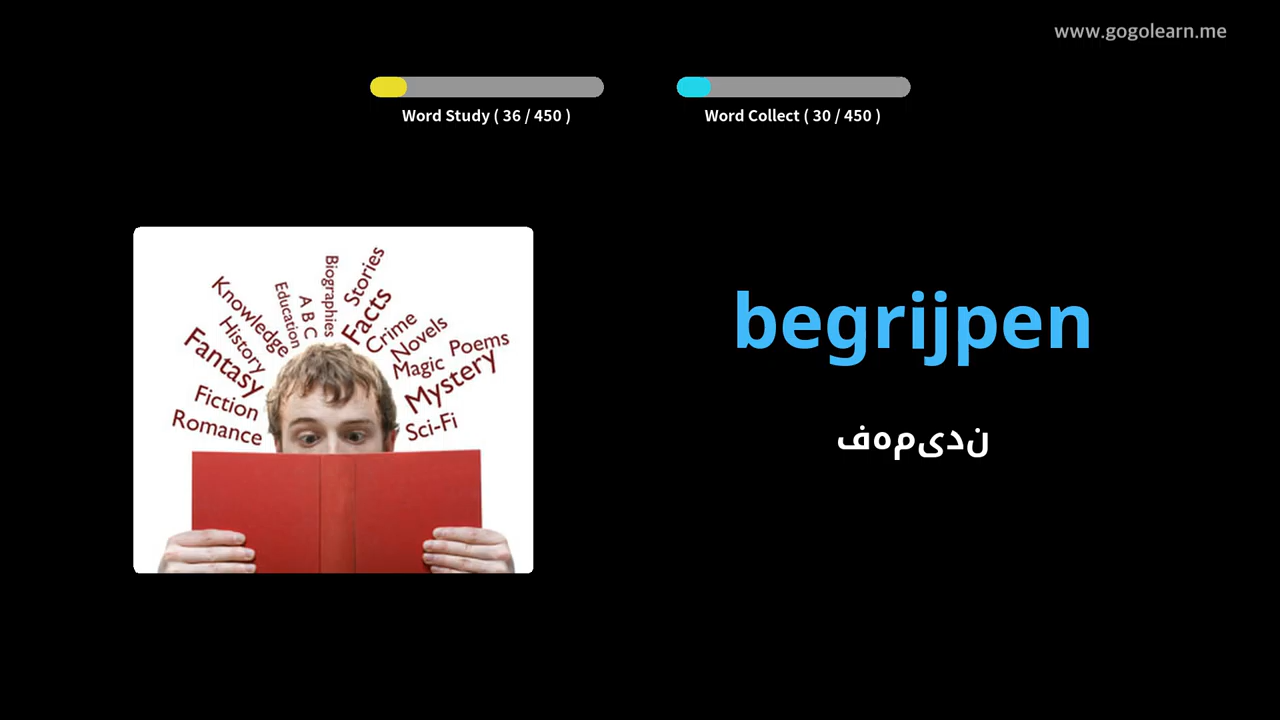 www.gogolearn.me
Word Study ( 36 / 450 )
Word Collect ( 30 / 450 )
Knowledge
History
Fantasy
Fiction
Romance
Education
A B C
Biographies
Stories
Facts
Crime
Novels
Magic
Poems
Mystery
Sci-Fi
begrijpen
فهمیدن